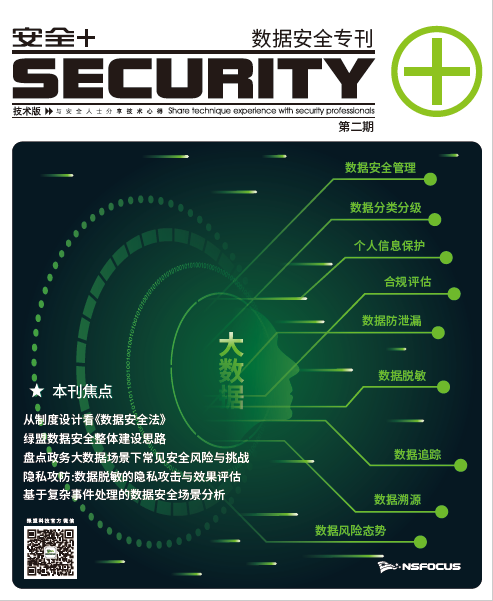 安全+
数据安全专刊
SECURITY
技术版 与安全人士分享技术心得 Share technique experience with security professionals
第二期
数据安全管理
数据分类分级
个人信息保护
合规评估
数据防泄漏
数据脱敏
数据追踪
数据溯源
数据风险态势
大数据
本刊焦点
从制度设计看《数据安全法》
绿盟数据安全整体建设思路
盘点政务大数据场景下常见安全风险与挑战
隐私攻防:数据脱敏的隐私攻击与效果评估
基于复杂事件处理的数据安全场景分析
绿盟科技官方微信
NSFOCUS